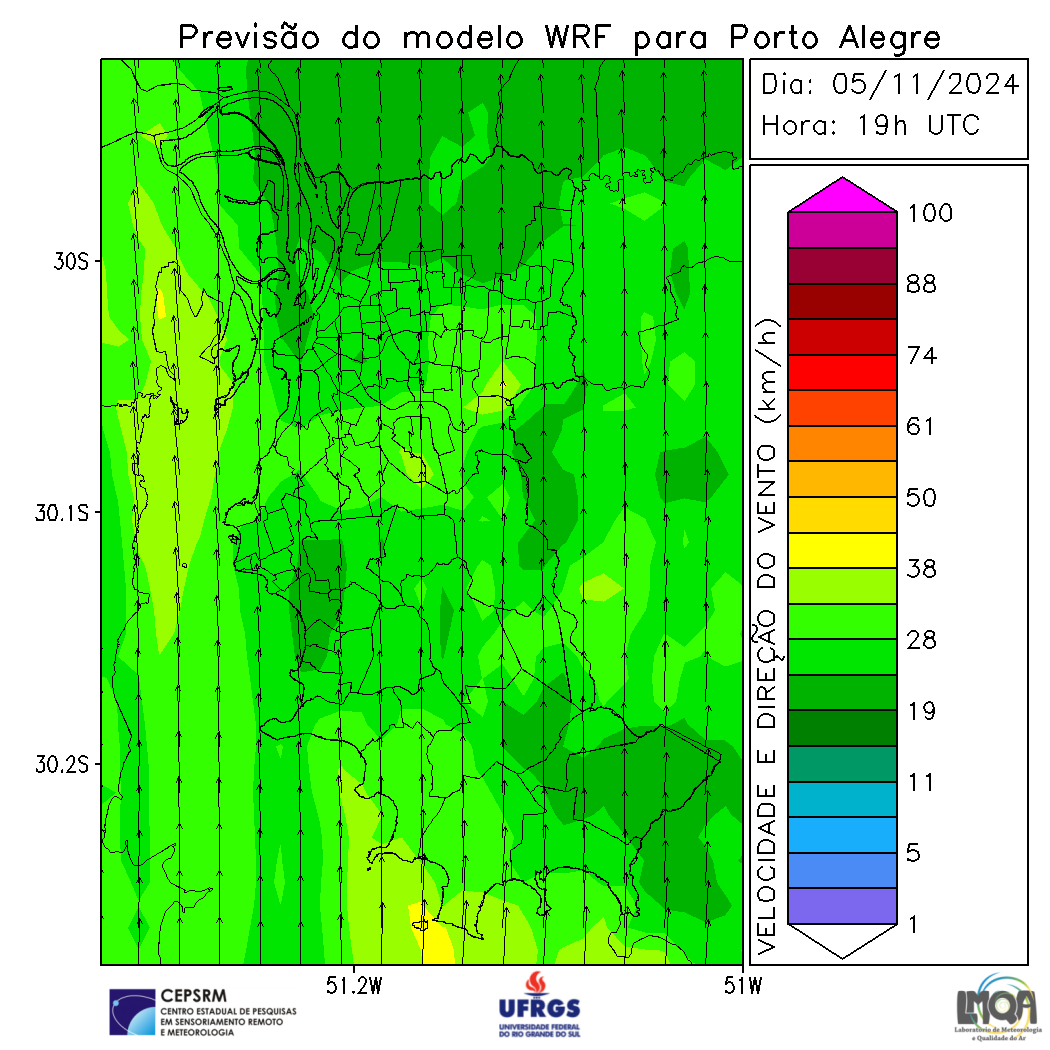 Previsão do modelo WRF para Porto Alegre
Dia: 05/11/2024
Hora: 19h UTC
30S
30.1S
30.2S
51.2W
51W
VELOCIDADE E DIREÇÃO DO VENTO (km/h)
100
88
74
61
50
38
28
19
11
5
1
CEPSRM
CENTRO ESTADUAL DE PESQUISAS
EM SENSORIAMENTO REMOTO
E METEOROLOGIA
UFRGS
UNIVERSIDADE FEDERAL
DO RIO GRANDE DO SUL
LMQA
Laboratório de Meteorologia
e Qualidade do Ar